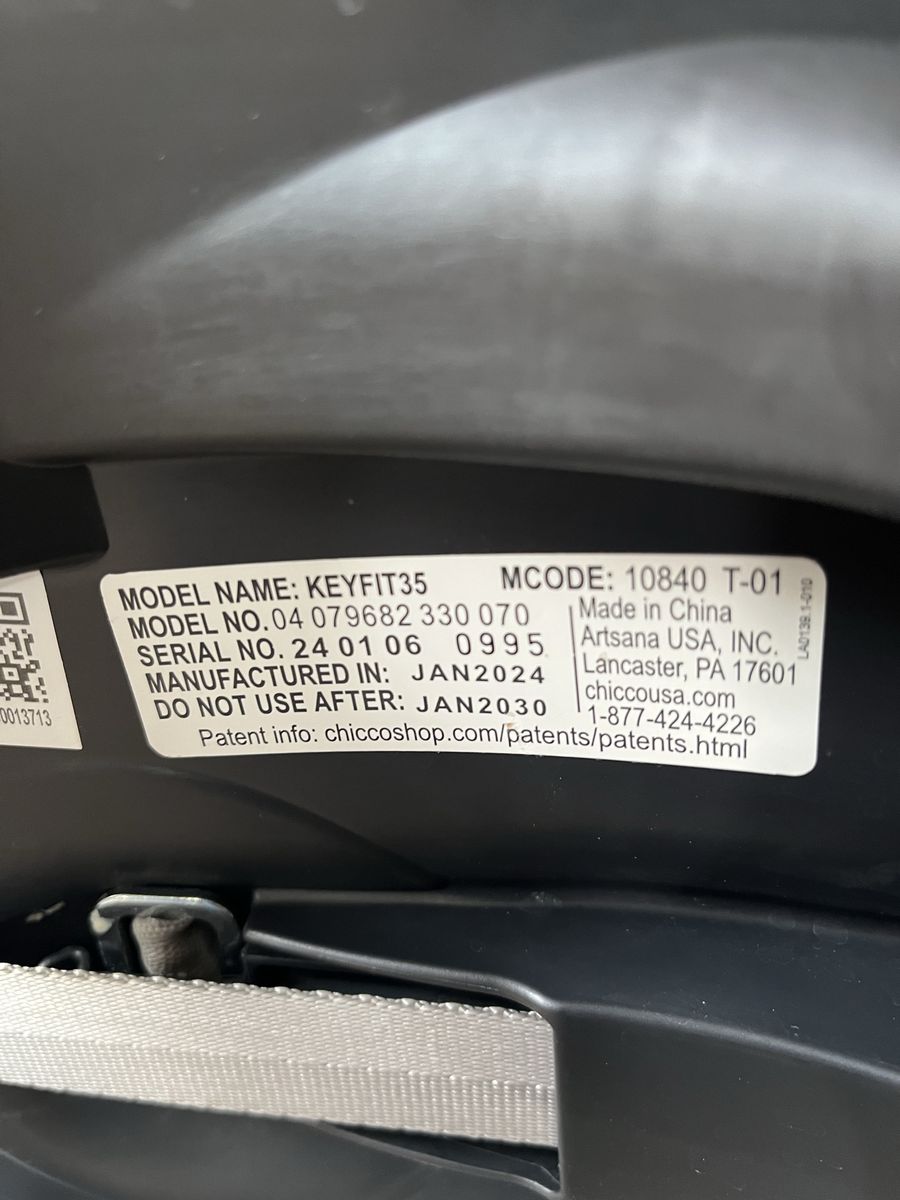 MODEL NAME: KEYFIT35
MCODE: 10840 T-01
MODEL NO. 04 079682 330 070
SERIAL NO. 24 01 06 0995
MANUFACTURED IN: JAN2024
DO NOT USE AFTER: JAN2030
Made in China
Artsana USA, INC.
Lancaster, PA 17601
chiccousa.com
1-877-424-4226
Patent info: chiccoshop.com/patents/patents.html
LA0139.1-010
0013713